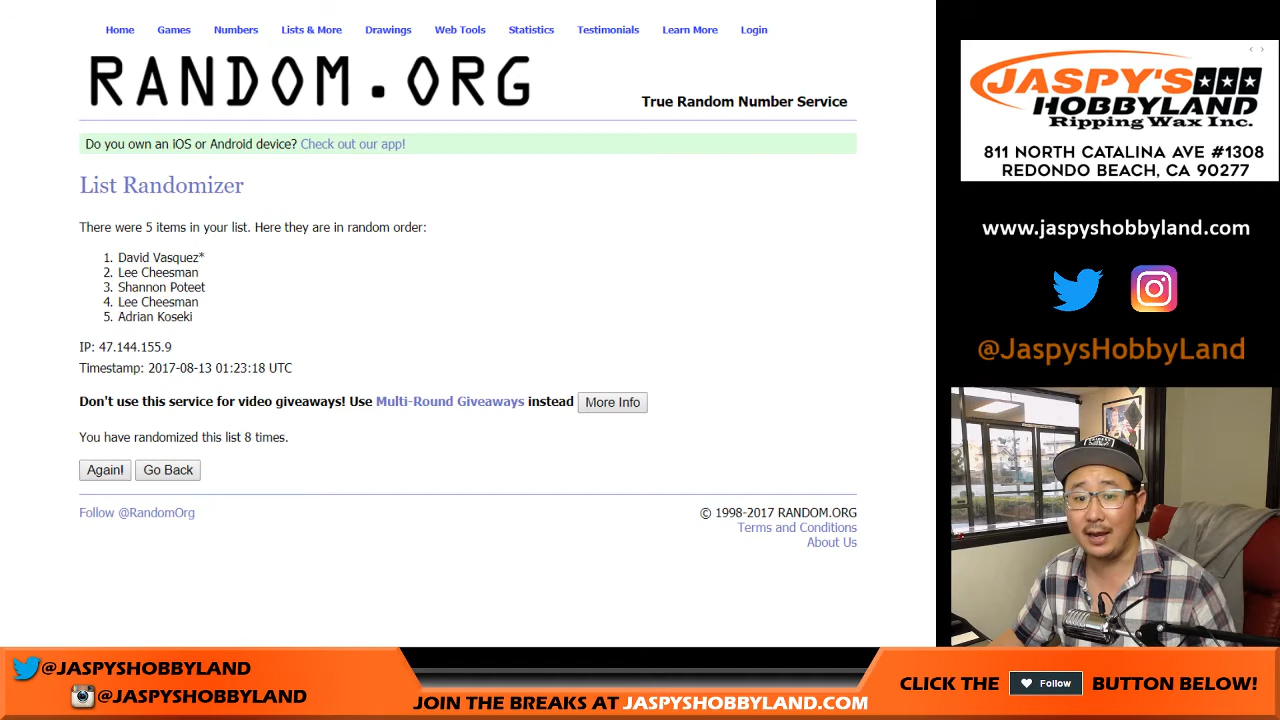 Home Games Numbers Lists & More Drawings Web Tools Statistics Testimonials Learn More Login
RANDOM.ORG
True Random Number Service
Do you own an iOS or Android device? Check out our app!
List Randomizer
There were 5 items in your list. Here they are in random order:
1. David Vasquez*
2. Lee Cheesman
3. Shannon Poteet
4. Lee Cheesman
5. Adrian Koseki
IP: 47.144.155.9
Timestamp: 2017-08-13 01:23:18 UTC
Don't use this service for video giveaways! Use Multi-Round Giveaways instead More Info
You have randomized this list 8 times.
Again! Go Back
Follow @RandomOrg
© 1998-2017 RANDOM.ORG
Terms and Conditions
About Us
JASPY'S
HOBBYLAND
Ripping Wax Inc.
811 NORTH CATALINA AVE #1308
REDONDO BEACH, CA 90277
www.jaspyshobbyland.com
@JaspysHobbyLand
@JASPYSHOBBYLAND
@JASPYSHOBBYLAND
JOIN THE BREAKS AT JASPYSHOBBYLAND.COM
CLICK THE Follow BUTTON BELOW!